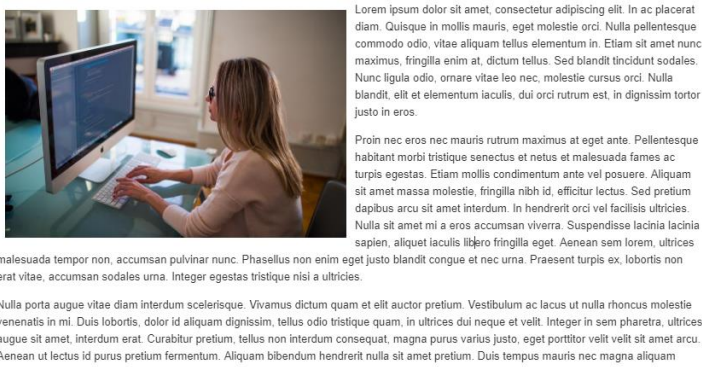 Lorem ipsum dolor sit amet, consectetur adipiscing elit. In ac placerat
diam. Quisque in mollis mauris, eget molestie orci. Nulla pellentesque
commodo odio, vitae aliquam tellus elementum in. Etiam sit amet nunc
maximus, fringilla enim at, dictum tellus. Sed blandit tincidunt sodales.
Nunc ligula odio, ornare vitae leo nec, molestie cursus orci. Nulla
blandit, elit et elementum iaculis, dui orci rutrum est, in dignissim tortor
justo in eros.
Proin nec eros nec mauris rutrum maximus at eget ante. Pellentesque
habitant morbi tristique senectus et netus et malesuada fames ac
turpis egestas. Etiam mollis condimentum ante vel posuere. Aliquam
sit amet massa molestie, fringilla nibh id, efficitur lectus. Sed pretium
dapibus arcu sit amet interdum. In hendrerit orci vel facilisis ultricies.
Nulla sit amet mi a eros accumsan viverra. Suspendisse lacinia lacinia
sapien, aliquet iaculis libero fringilla eget. Aenean sem lorem, ultrices
malesuada tempor non, accumsan pulvinar nunc. Phasellus non enim eget justo blandit congue et nec urna. Praesent turpis ex, lobortis non
erat vitae, accumsan sodales urna. Integer egestas tristique nisi a ultricies.
Nulla porta augue vitae diam interdum scelerisque. Vivamus dictum quam et elit auctor pretium. Vestibulum ac lacus ut nulla rhoncus molestie
venenatis in mi. Duis lobortis, dolor id aliquam dignissim, tellus odio tristique quam, in ultrices dui neque et velit. Integer in sem pharetra, ultrices
augue sit amet, interdum erat. Curabitur pretium, tellus non interdum consequat, magna purus varius justo, eget porttitor velit velit sit amet arcu.
Aenean ut lectus id purus pretium fermentum. Aliquam bibendum hendrerit nulla sit amet pretium. Duis tempus mauris nec magna aliquam